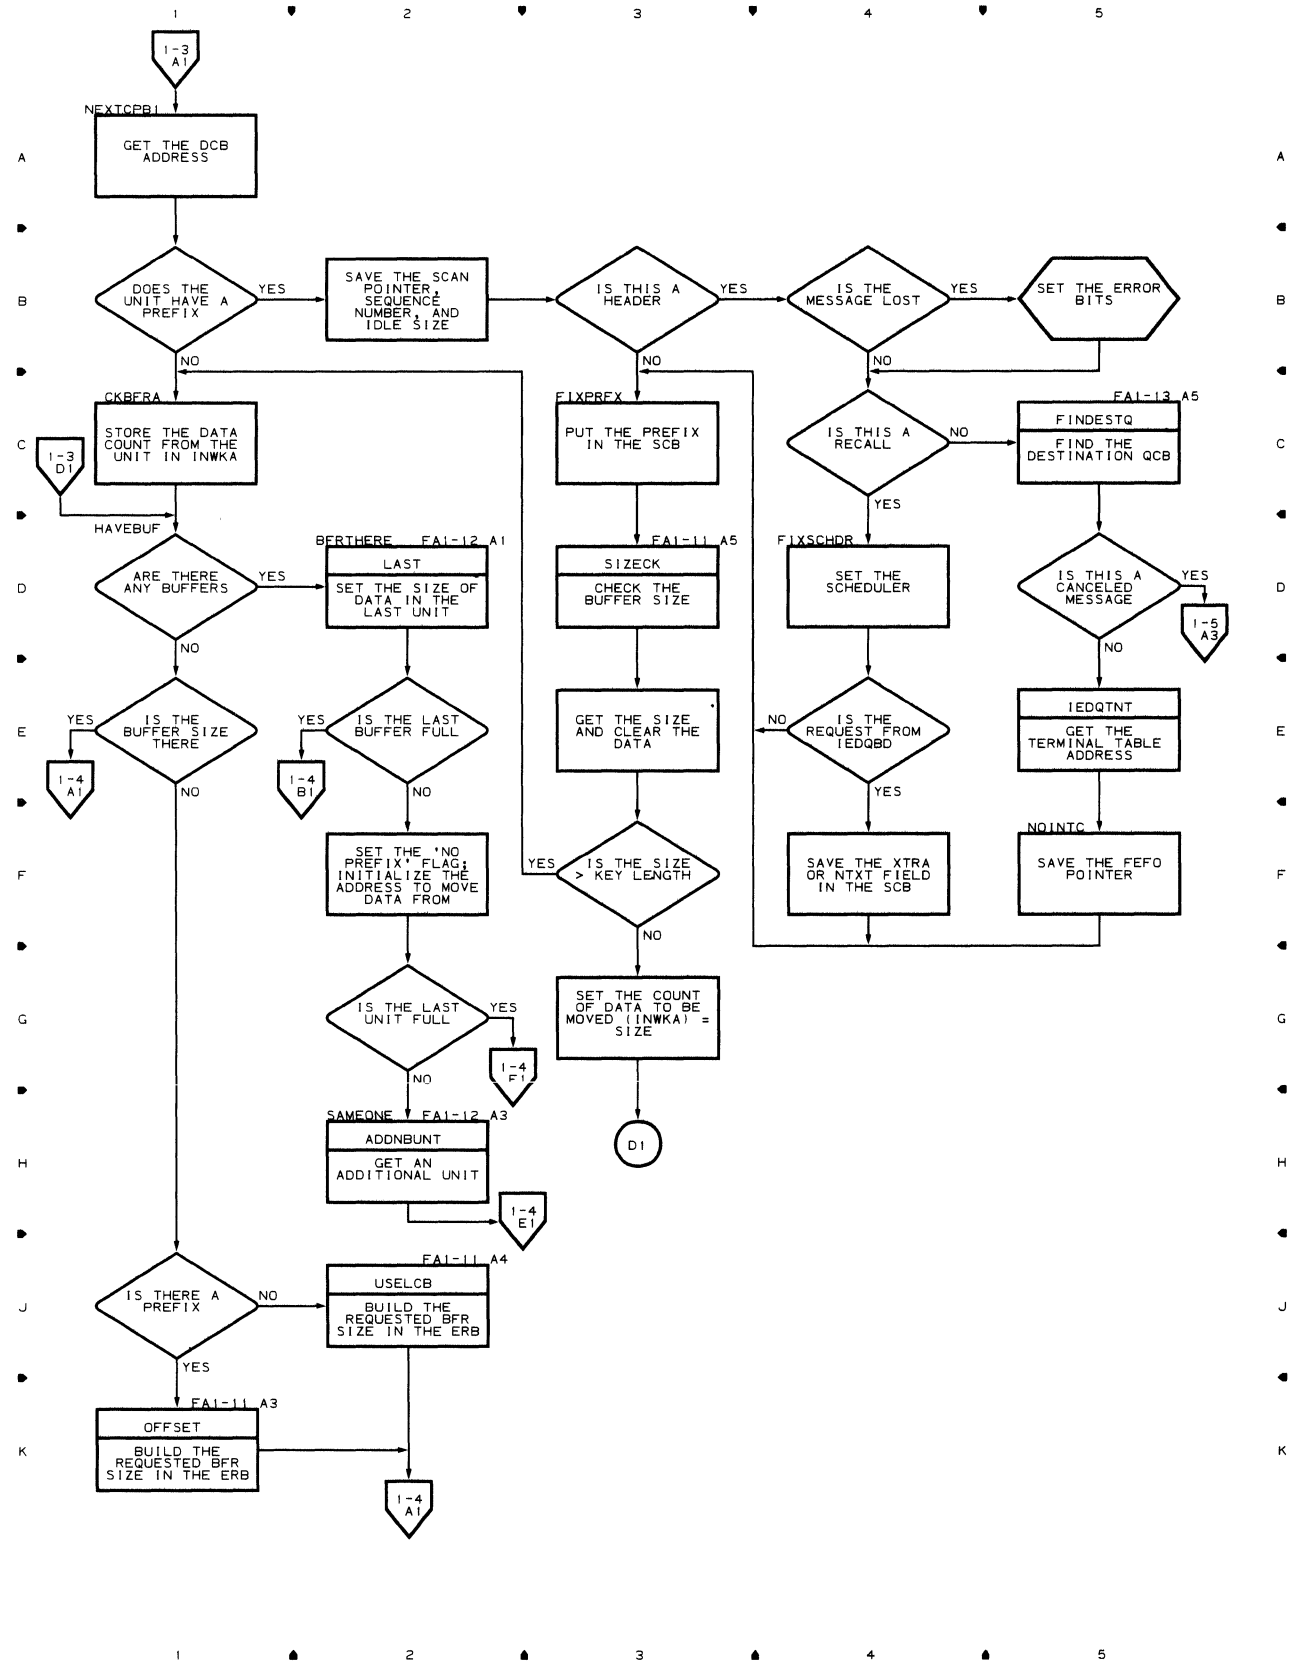 1 2 3 4 5
1-3
A1
NEXTCPB1
GET THE DCB
ADDRESS
A A
DOES THE
UNIT HAVE A
PREFIX
YES
NO
SAVE THE SCAN
POINTER,
SEQUENCE
NUMBER, AND
IDLE SIZE
IS THIS A
HEADER
YES
NO
IS THE
MESSAGE LOST
YES
NO
SET THE ERROR
BITS
B B
CKBFRA
STORE THE DATA
COUNT FROM THE
UNIT IN INWKA
1-3
D1
FIXPRFX
PUT THE PREFIX
IN THE SCB
IS THIS A
RECALL
NO
YES
FA1-13 A5
FINDESTQ
FIND THE
DESTINATION QCB
C C
HAVEBUF
ARE THERE
ANY BUFFERS
YES
NO
BFRTHERE FA1-12 A1
LAST
SET THE SIZE OF
DATA IN THE
LAST UNIT
FA1-11 A5
SIZECK
CHECK THE
BUFFER SIZE
FIXSCHDR
SET THE
SCHEDULER
IS THIS A
CANCELED
MESSAGE
YES
NO
1-5
A3
D D
IS THE
BUFFER SIZE
THERE
YES
NO
1-4
A1
IS THE LAST
BUFFER FULL
YES
NO
1-4
B1
GET THE SIZE
AND CLEAR THE
DATA
IS THE
REQUEST FROM
IEDQBD
NO
YES
IEDQTNT
GET THE
TERMINAL TABLE
ADDRESS
E E
SET THE 'NO
PREFIX' FLAG;
INITIALIZE THE
ADDRESS TO MOVE
DATA FROM
IS THE SIZE
> KEY LENGTH
YES
NO
SAVE THE XTRA
OR NTXT FIELD
IN THE SCB
NOINTC
SAVE THE FEFO
POINTER
F F
IS THE LAST
UNIT FULL
YES
NO
1-4
SET THE COUNT
OF DATA TO BE
MOVED (INWKA) =
SIZE
G G
SAMEONE FA1-12 A3
ADDNBUNT
GET AN
ADDITIONAL UNIT
1-4
E1
D1
H H
IS THERE A
PREFIX
NO
YES
FA1-11 A4
USELCB
BUILD THE
REQUESTED BFR
SIZE IN THE ERB
J J
FA1-11 A3
OFFSET
BUILD THE
REQUESTED BFR
SIZE IN THE ERB
K K
1-4
A1
1 2 3 4 5